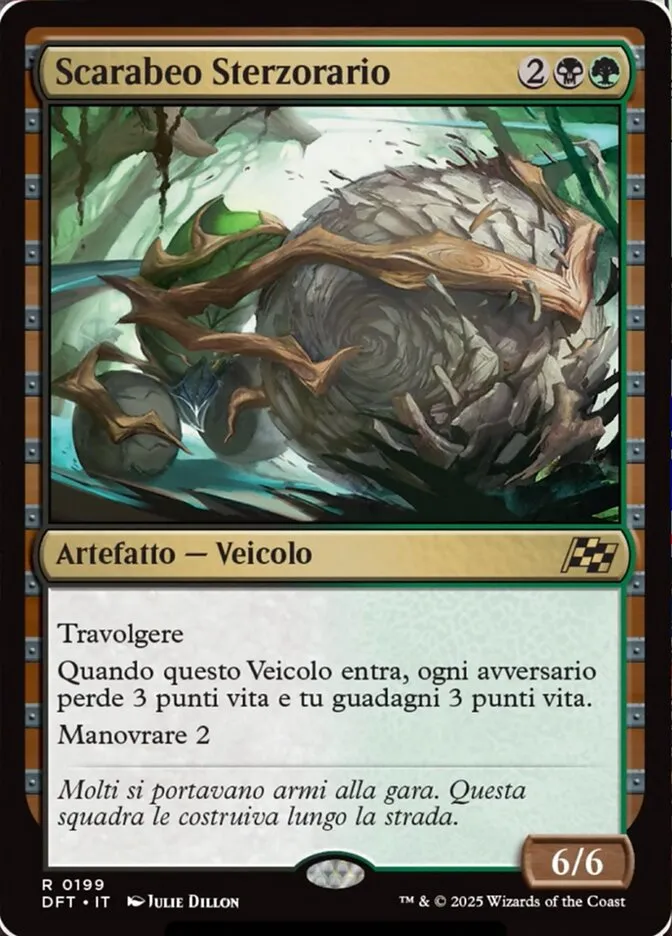 Scarabeo Sterzorario 2
Artefatto — Veicolo
Travolgere
Quando questo Veicolo entra, ogni avversario
perde 3 punti vita e tu guadagni 3 punti vita.
Manovrare 2
Molti si portavano armi alla gara. Questa
squadra le costruiva lungo la strada.
6/6
R 0199
DFT • IT Julie Dillon
™ & © 2025 Wizards of the Coast